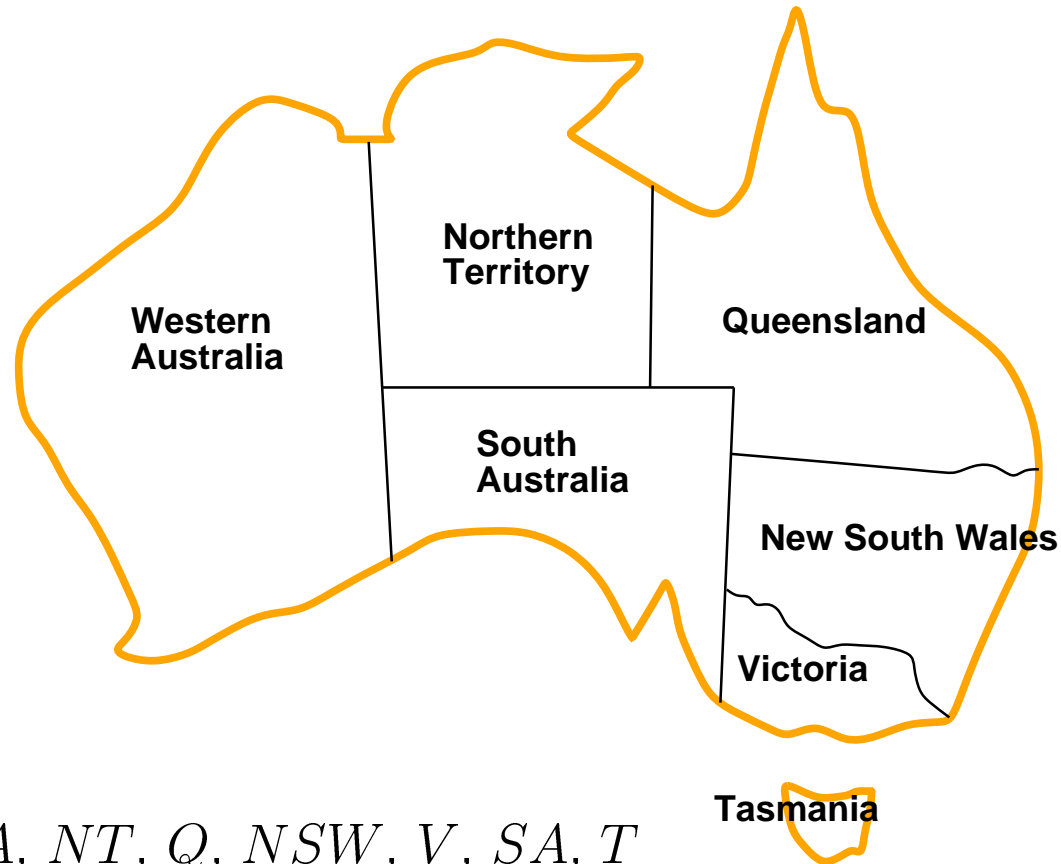 Northern
Territory
Western
Australia
Queensland
South
Australia
New South Wales
Victoria
Tasmania
A, NT, Q, NSW, V, SA, T